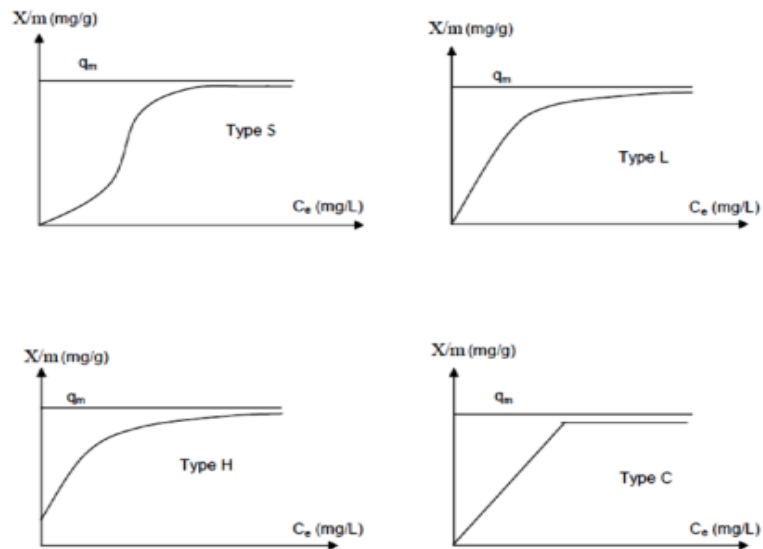 X/m (mg/g)
qm
Type S
Ce (mg/L)
X/m (mg/g)
qm
Type L
Ce (mg/L)
X/m (mg/g)
qm
Type H
Ce (mg/L)
X/m (mg/g)
qm
Type C
Ce (mg/L)